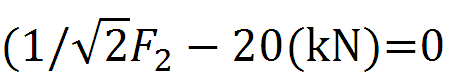 (1/√2F₂ − 20(kN)=0